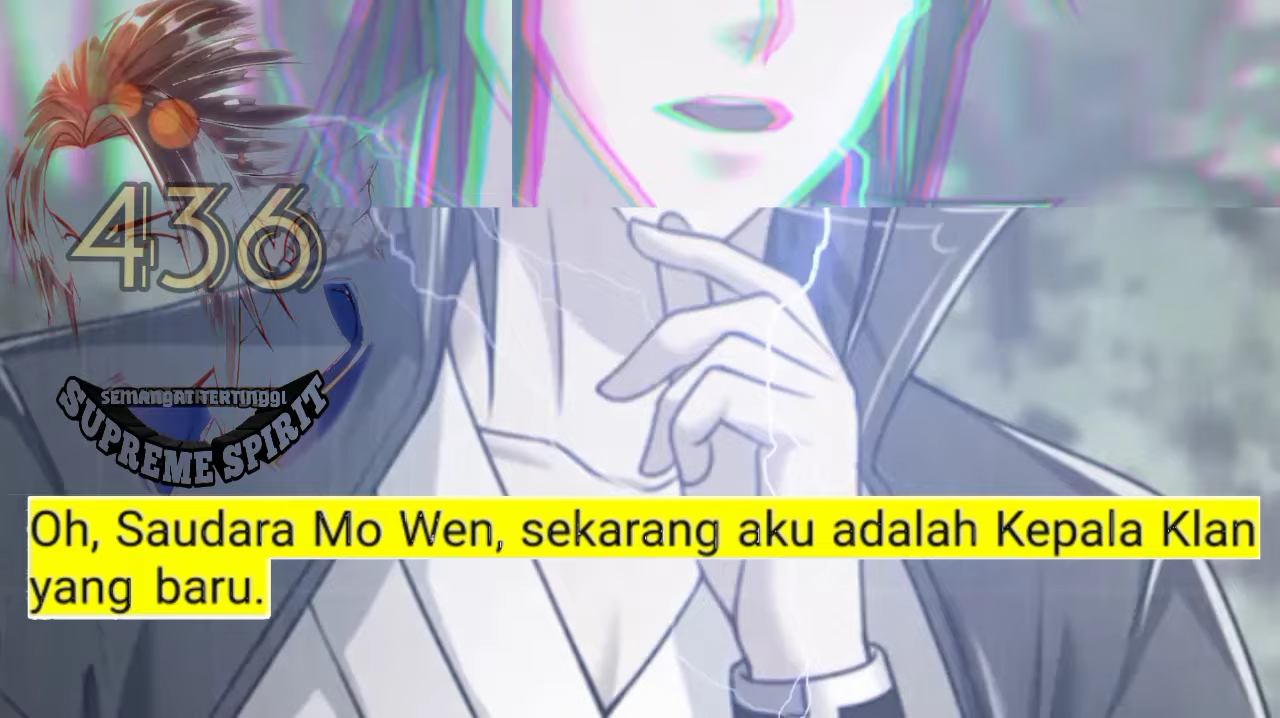 436
SEMANGAT TERTINGGI
SUPREME SPIRIT
Oh, Saudara Mo Wen, sekarang aku adalah Kepala Klan
yang baru.